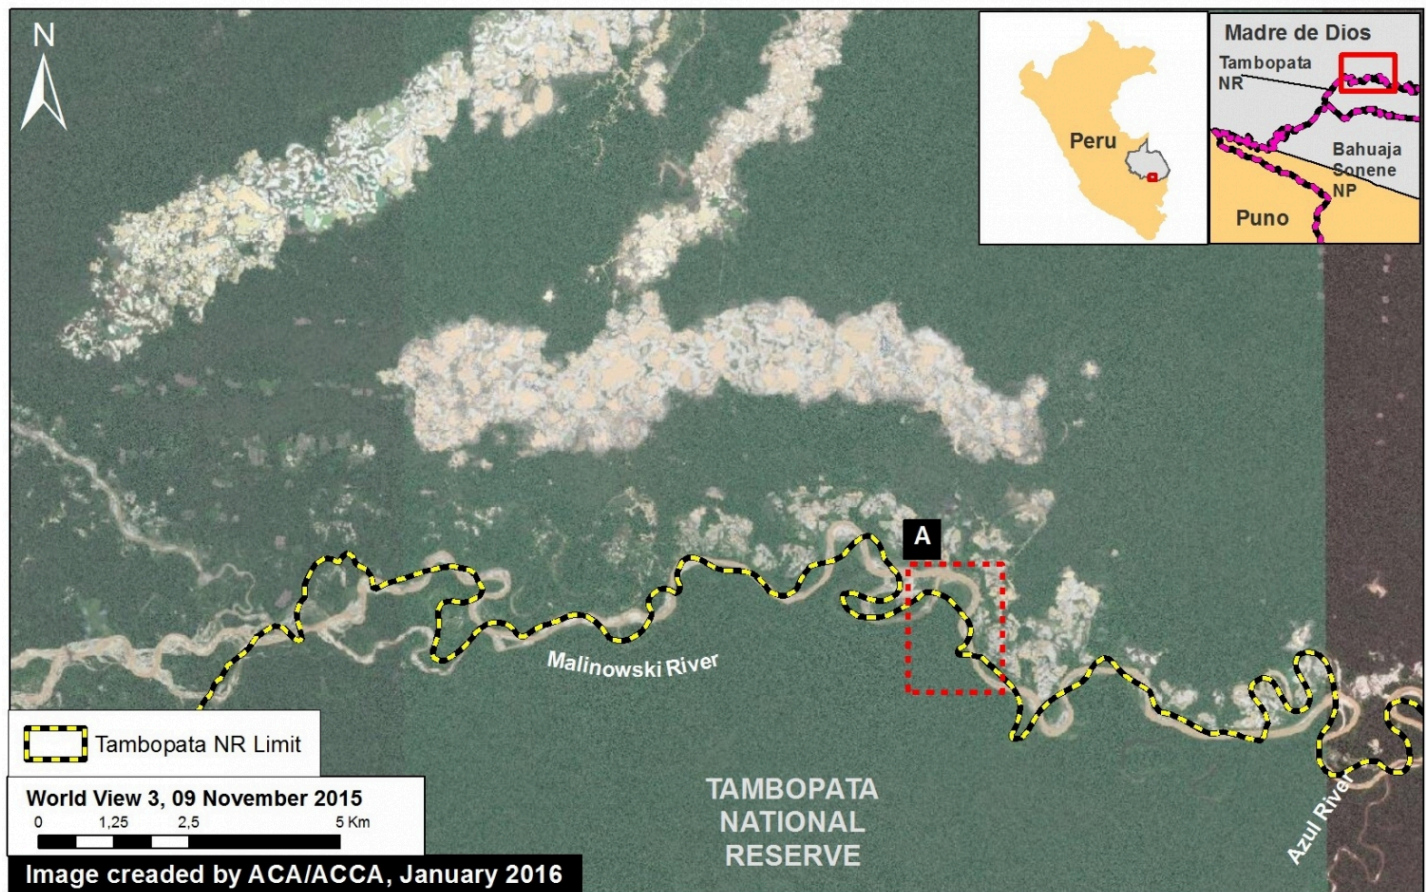 N
Peru
Madre de Dios
Tambopata
NR
Bahuaja
Sonene
NP
Puno
A
Malinowski River
TAMBOPATA
NATIONAL
RESERVE
Azul River
Tambopata NR Limit
World View 3, 09 November 2015
0 1,25 2,5 5 Km
Image creaded by ACA/ACCA, January 2016